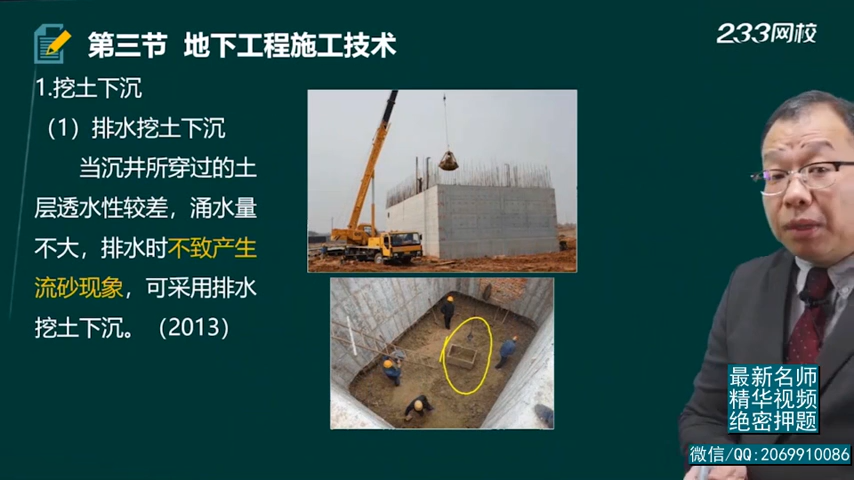 第三节 地下工程施工技术
233网校
1.挖土下沉
（1）排水挖土下沉
当沉井所穿过的土
层透水性较差，涌水量
不大，排水时不致产生
流砂现象，可采用排水
挖土下沉。（2013）
最新名师
精华视频
绝密押题
微信/QQ:2069910086